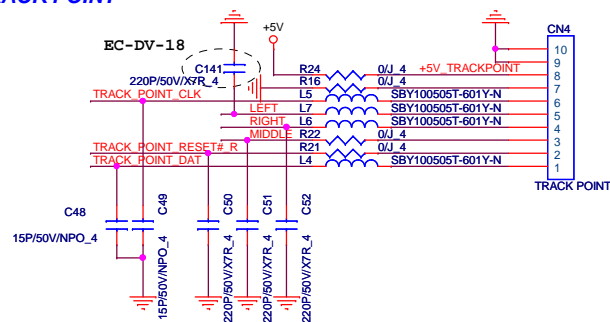 EC-DV-18
+5V
CN4
C141
220P/50V/X7R_4
R24 0/J_4 +5V_TRACKPOINT
R16 0/J_4
TRACK_POINT_CLK L5 SBY100505T-601Y-N
LEFT L7 SBY100505T-601Y-N
RIGHT L6 SBY100505T-601Y-N
MIDDLE R22 0/J_4
TRACK_POINT_RESET#_R R21 0/J_4
TRACK_POINT_DAT L4 SBY100505T-601Y-N
10
9
8
7
6
5
4
3
2
1
TRACK POINT
C48
15P/50V/NPO_4
C49
15P/50V/NPO_4
C50
220P/50V/X7R_4
C51
220P/50V/X7R_4
C52
220P/50V/X7R_4